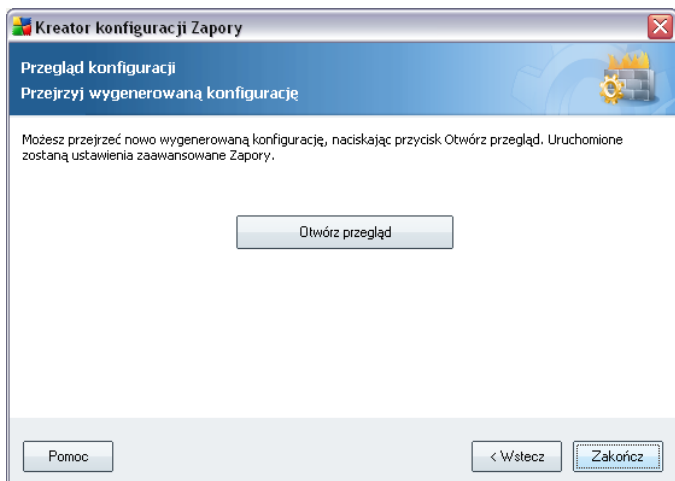 Kreator konfiguracji Zapory
Przegląd konfiguracji
Przejrzyj wygenerowaną konfigurację
Możesz przejrzeć nowo wygenerowaną konfigurację, naciskając przycisk Otwórz przegląd. Uruchomione
zostaną ustawienia zaawansowane Zapory.
Otwórz przegląd
Pomoc
< Wstecz
Zakończ